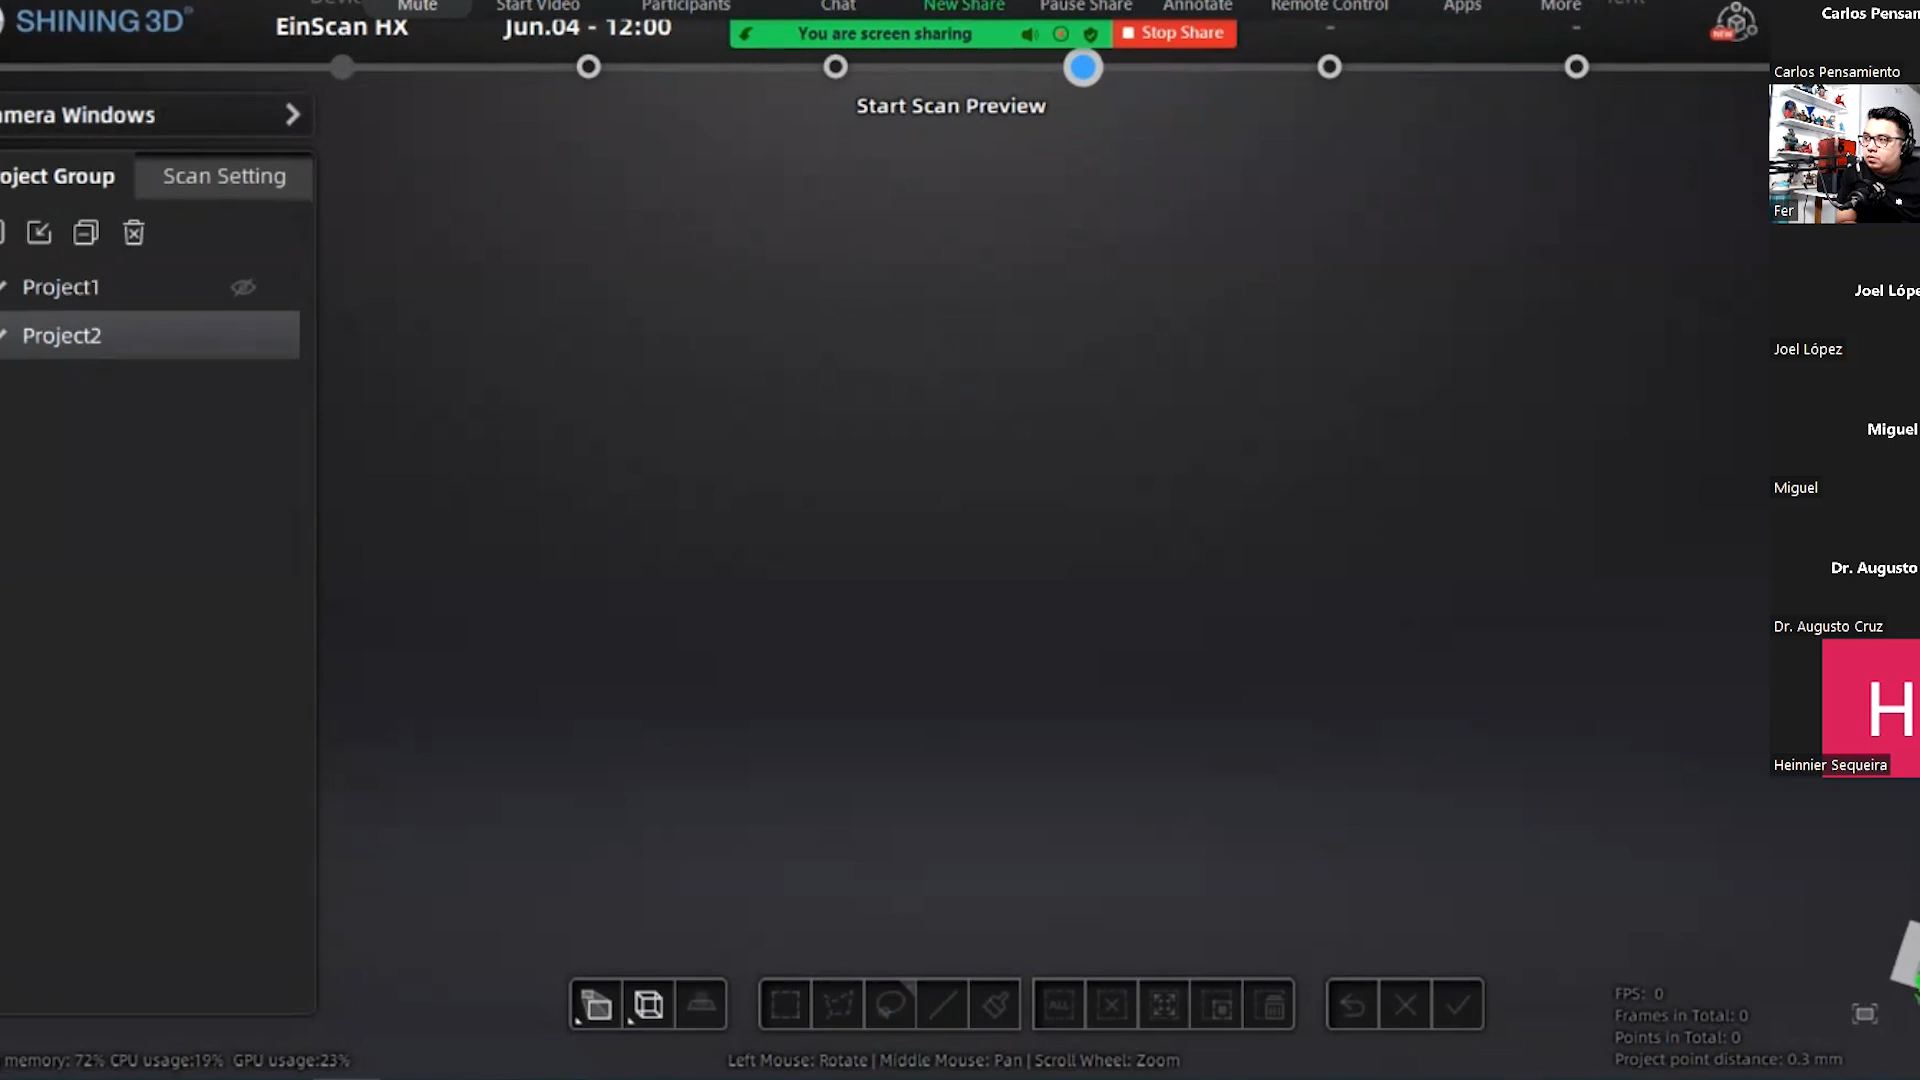 Mute
Start Video
Participants
Chat
New Share
Pause Share
Annotate
Remote Control
Apps
More
SHINING 3D®
EinScan HX
Jun.04 - 12:00
You are screen sharing
Stop Share
NEW
Start Scan Preview
amera Windows
oject Group
Scan Setting
Project1
Project2
ALL
memory: 72% CPU usage:19% GPU usage:23%
Left Mouse: Rotate | Middle Mouse: Pan | Scroll Wheel: Zoom
FPS: 0
Frames in Total: 0
Points in Total: 0
Project point distance: 0.3 mm
Carlos Pensam
Carlos Pensamiento
Fer
Joel Lópe
Joel López
Miguel
Miguel
Dr. Augusto
Dr. Augusto Cruz
H
Heinnier Sequeira